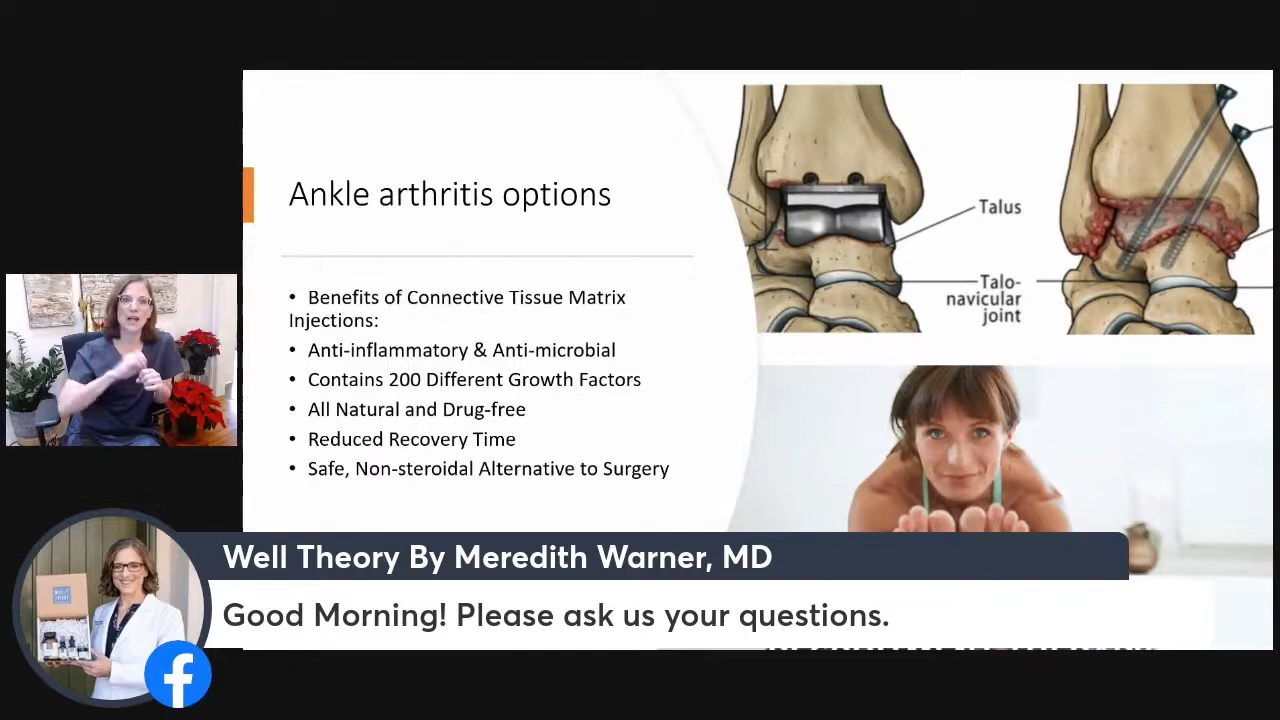 Ankle arthritis options
• Benefits of Connective Tissue Matrix
Injections:
• Anti-inflammatory & Anti-microbial
• Contains 200 Different Growth Factors
• All Natural and Drug-free
• Reduced Recovery Time
• Safe, Non-steroidal Alternative to Surgery
Talus
Talo-
navicular
joint
Well Theory By Meredith Warner, MD
Good Morning! Please ask us your questions.